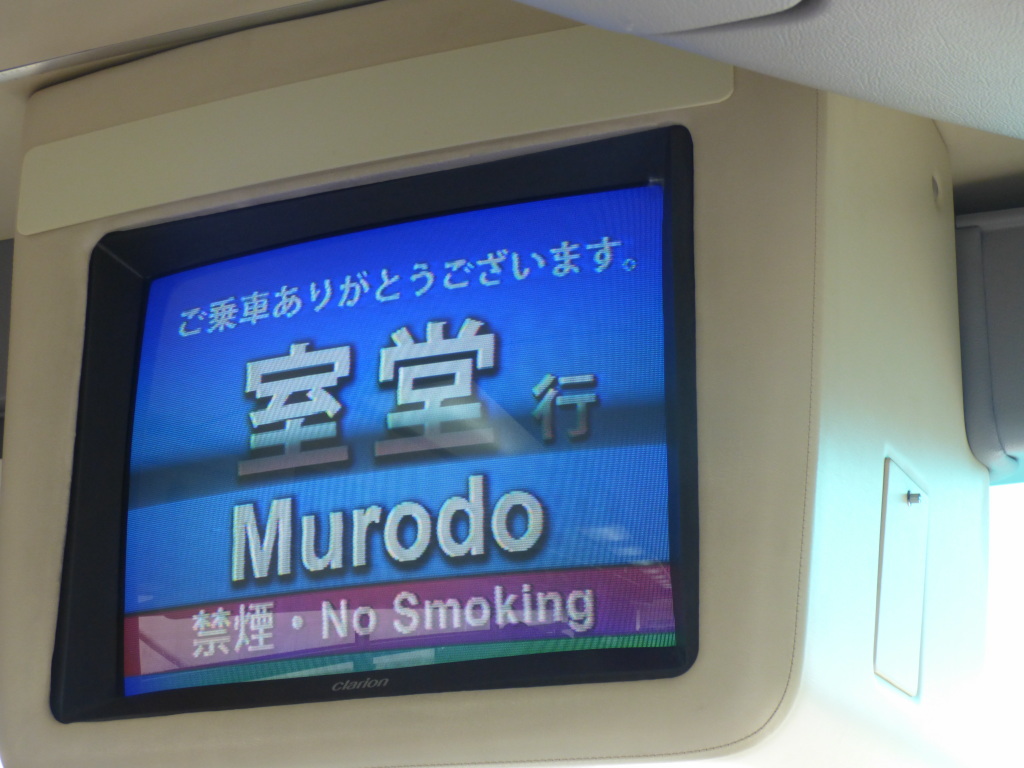 ご乗車ありがとうございます。
室堂 行
Murodo
禁煙・No Smoking
clarion